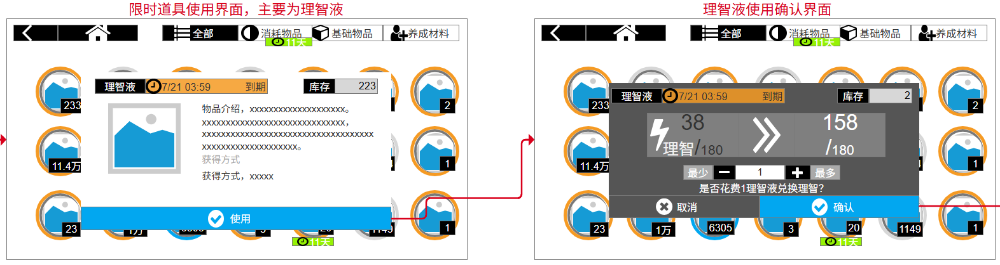 限时道具使用界面，主要为理智液
全部
消耗物品
基础物品
养成材料
11天
理智液
7/21 03:59
到期
库存
223
物品介绍，xxxxxxxxxxxxxxxxxxxx。
xxxxxxxxxxxxxxxxxxxxxxxxxxxxxx，
xxxxxxxxxxxxxxxxxxxxxxxxxxxxxxxxxxxx
xxxxxxxxxxxxxxxxxxxx。
获得方式
获得方式，xxxxx
使用
233
2
11.4万
1
23
1万
1
11天
理智液使用确认界面
全部
消耗物品
基础物品
养成材料
11天
理智液
7/21 03:59
到期
库存
2
38
理智/180
158
/180
最少
1
最多
是否花费1理智液兑换理智？
取消
确认
233
2
11.4万
1
23
1万
6305
3
20
1149
1
11天